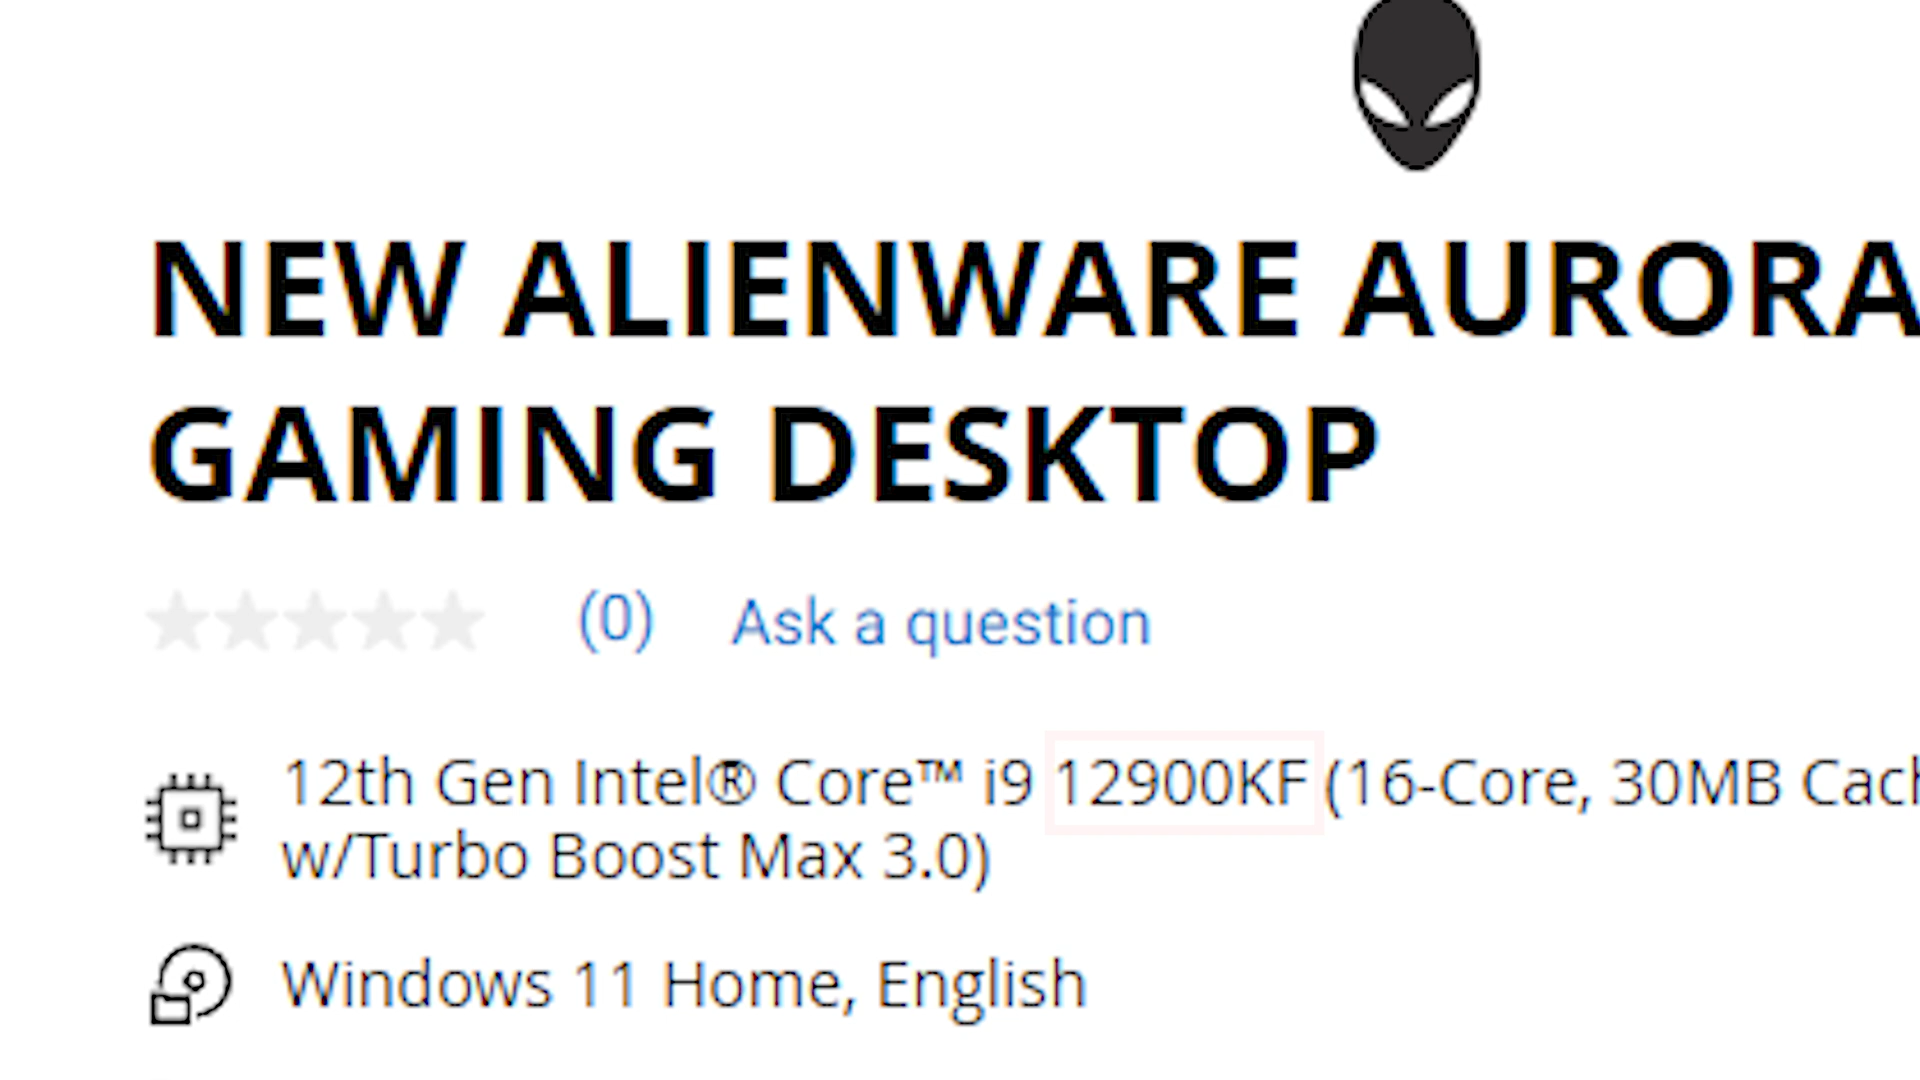 NEW ALIENWARE AURORA
GAMING DESKTOP
(0) Ask a question
12th Gen Intel® Core™ i9 12900KF (16-Core, 30MB Cach
w/Turbo Boost Max 3.0)
Windows 11 Home, English